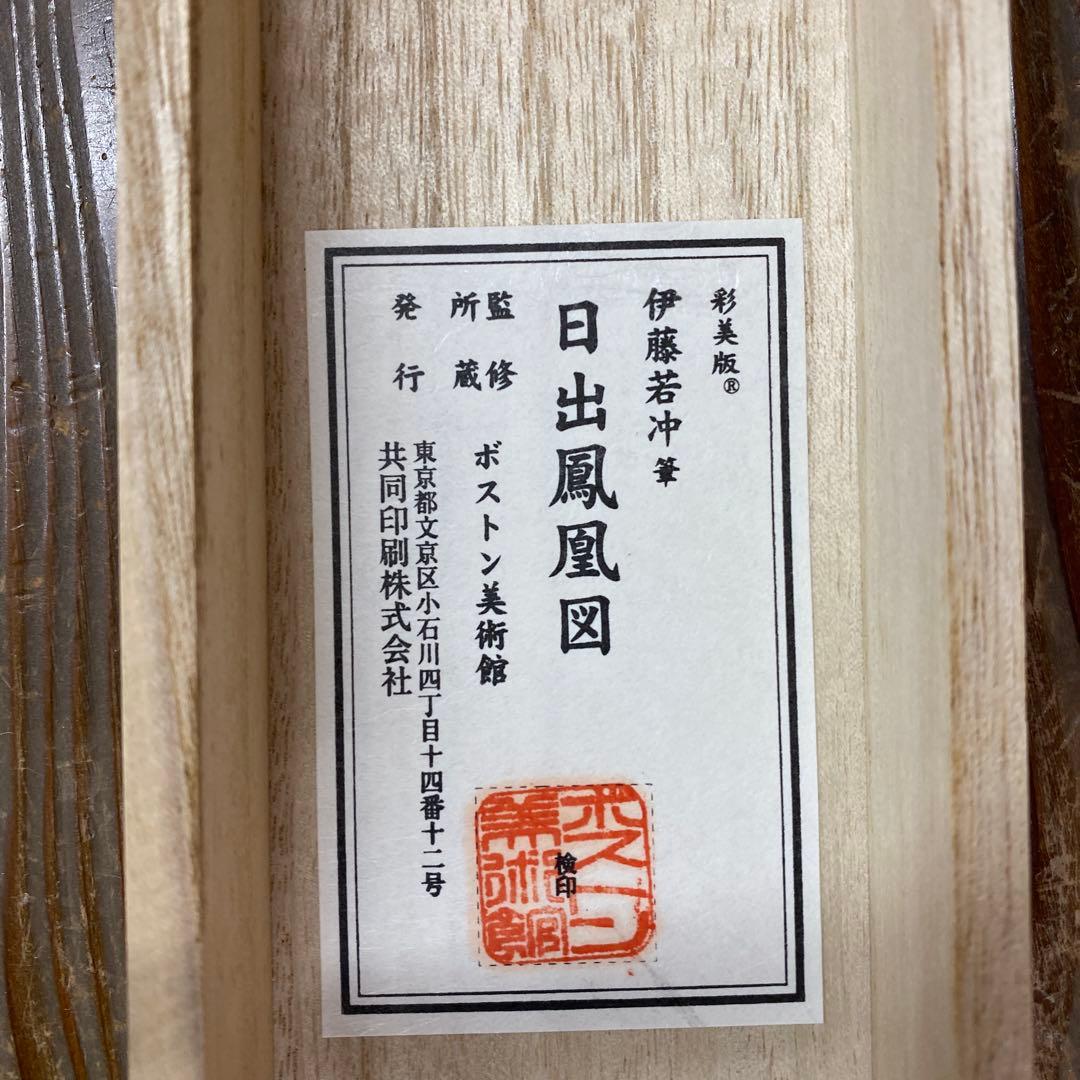 彩美版®
伊藤若冲筆
日出鳳凰図
監修
所蔵
ボストン美術館
発行
東京都文京区小石川四丁目十四番十二号
共同印刷株式会社
検印
ボストン
美術館